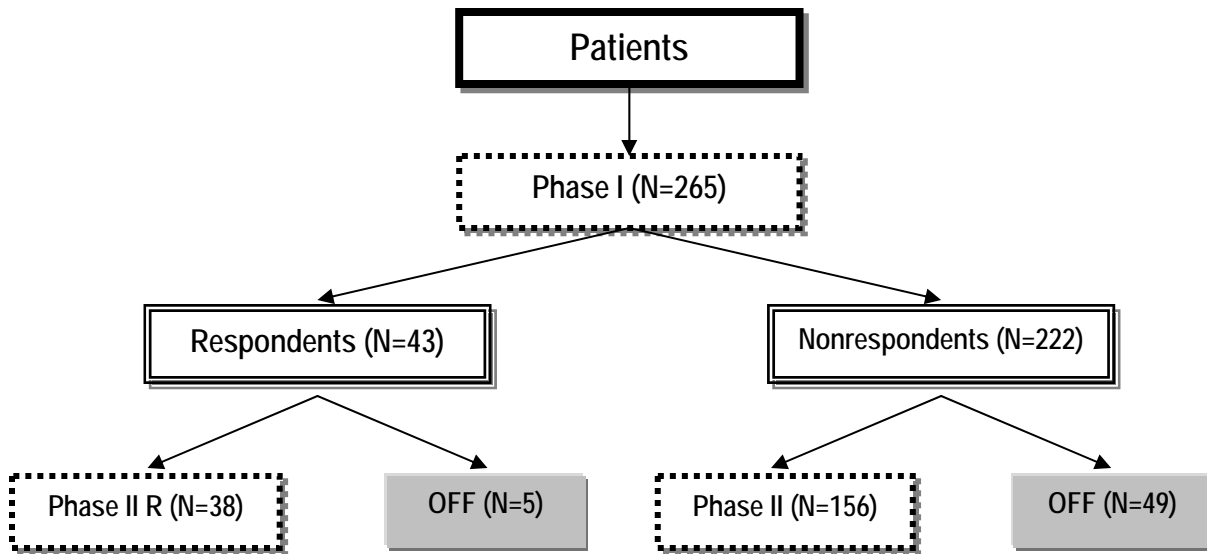 Patients
Phase I (N=265)
Respondents (N=43)
Nonrespondents (N=222)
Phase II R (N=38)
OFF (N=5)
Phase II (N=156)
OFF (N=49)